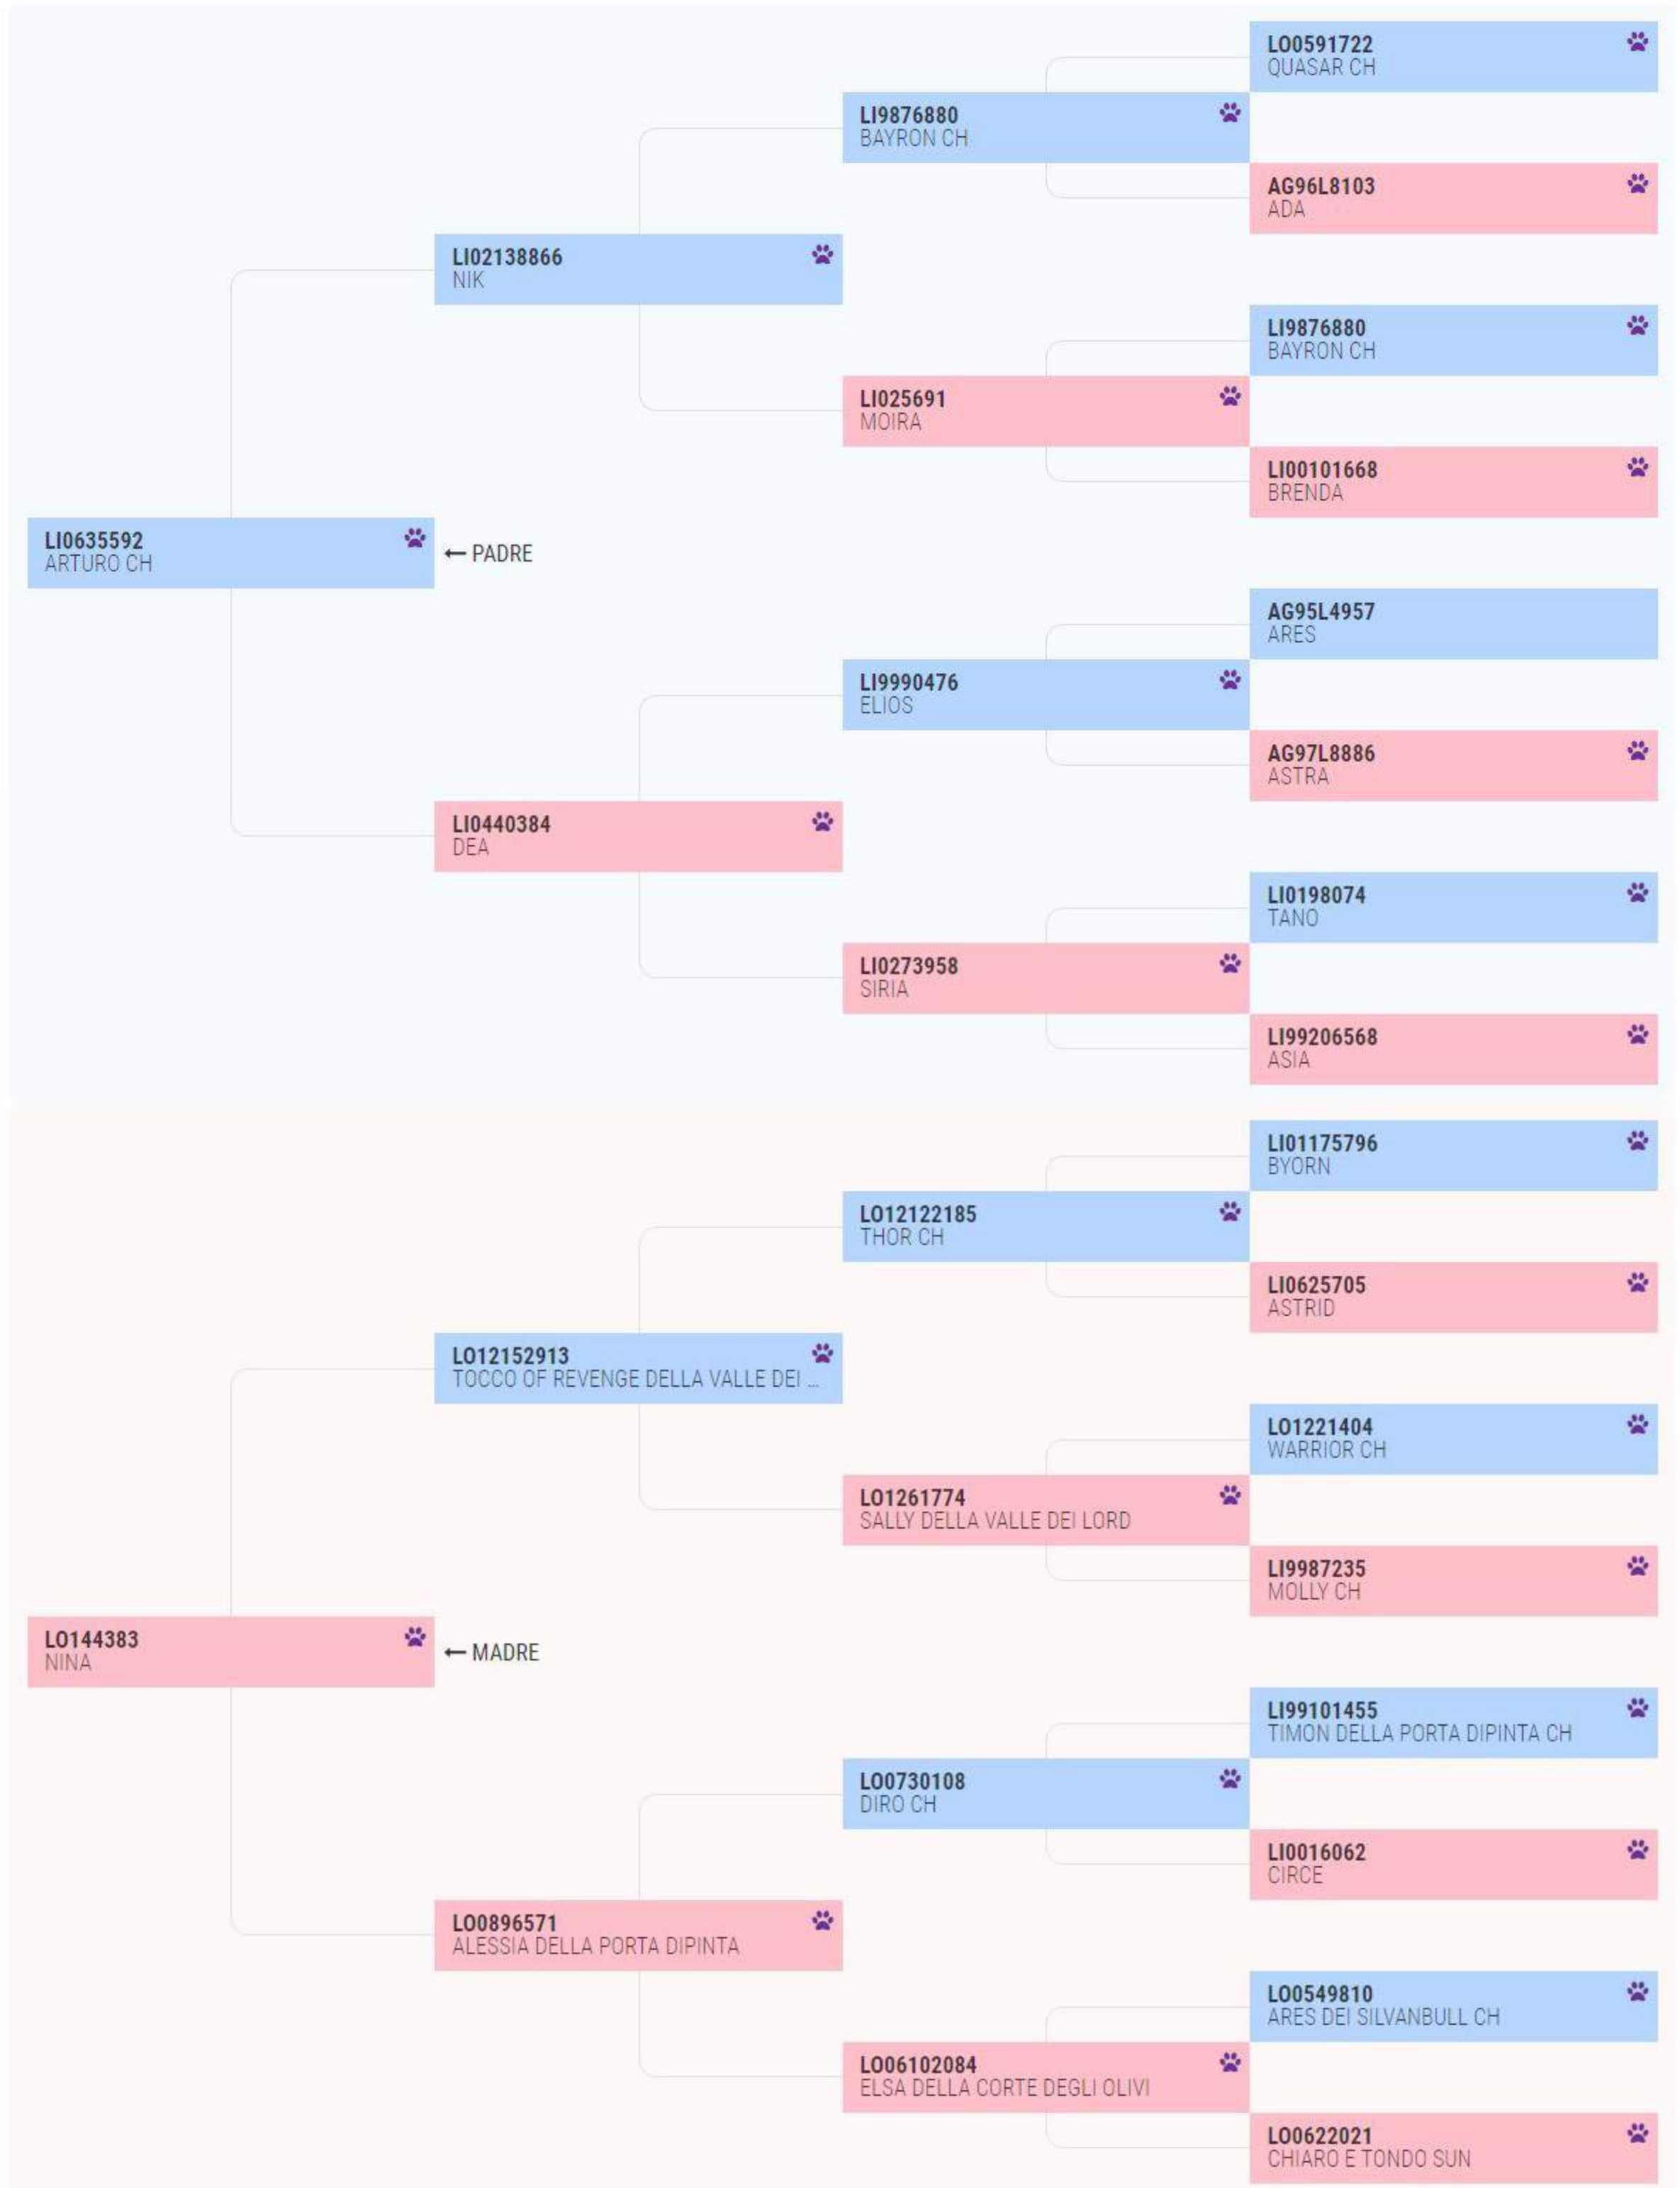 LO0591722
QUASAR CH
LI9876880
BAYRON CH
AG96L8103
ADA
LI02138866
NIK
LI9876880
BAYRON CH
LI025691
MOIRA
LI00101668
BRENDA
LI0635592
ARTURO CH
← PADRE
AG95L4957
ARES
LI9990476
ELIOS
AG97L8886
ASTRA
LI0440384
DEA
LI0198074
TANO
LI0273958
SIRIA
LI99206568
ASIA
LI01175796
BYORN
LO12122185
THOR CH
LI0625705
ASTRID
LO12152913
TOCCO OF REVENGE DELLA VALLE DEI ...
LO1221404
WARRIOR CH
LO1261774
SALLY DELLA VALLE DEI LORD
LI9987235
MOLLY CH
LO144383
NINA
← MADRE
LI99101455
TIMON DELLA PORTA DIPINTA CH
LO0730108
DIRO CH
LI0016062
CIRCE
LO0896571
ALESSIA DELLA PORTA DIPINTA
LO0549810
ARES DEI SILVANBULL CH
LO06102084
ELSA DELLA CORTE DEGLI OLIVI
LO0622021
CHIARO E TONDO SUN